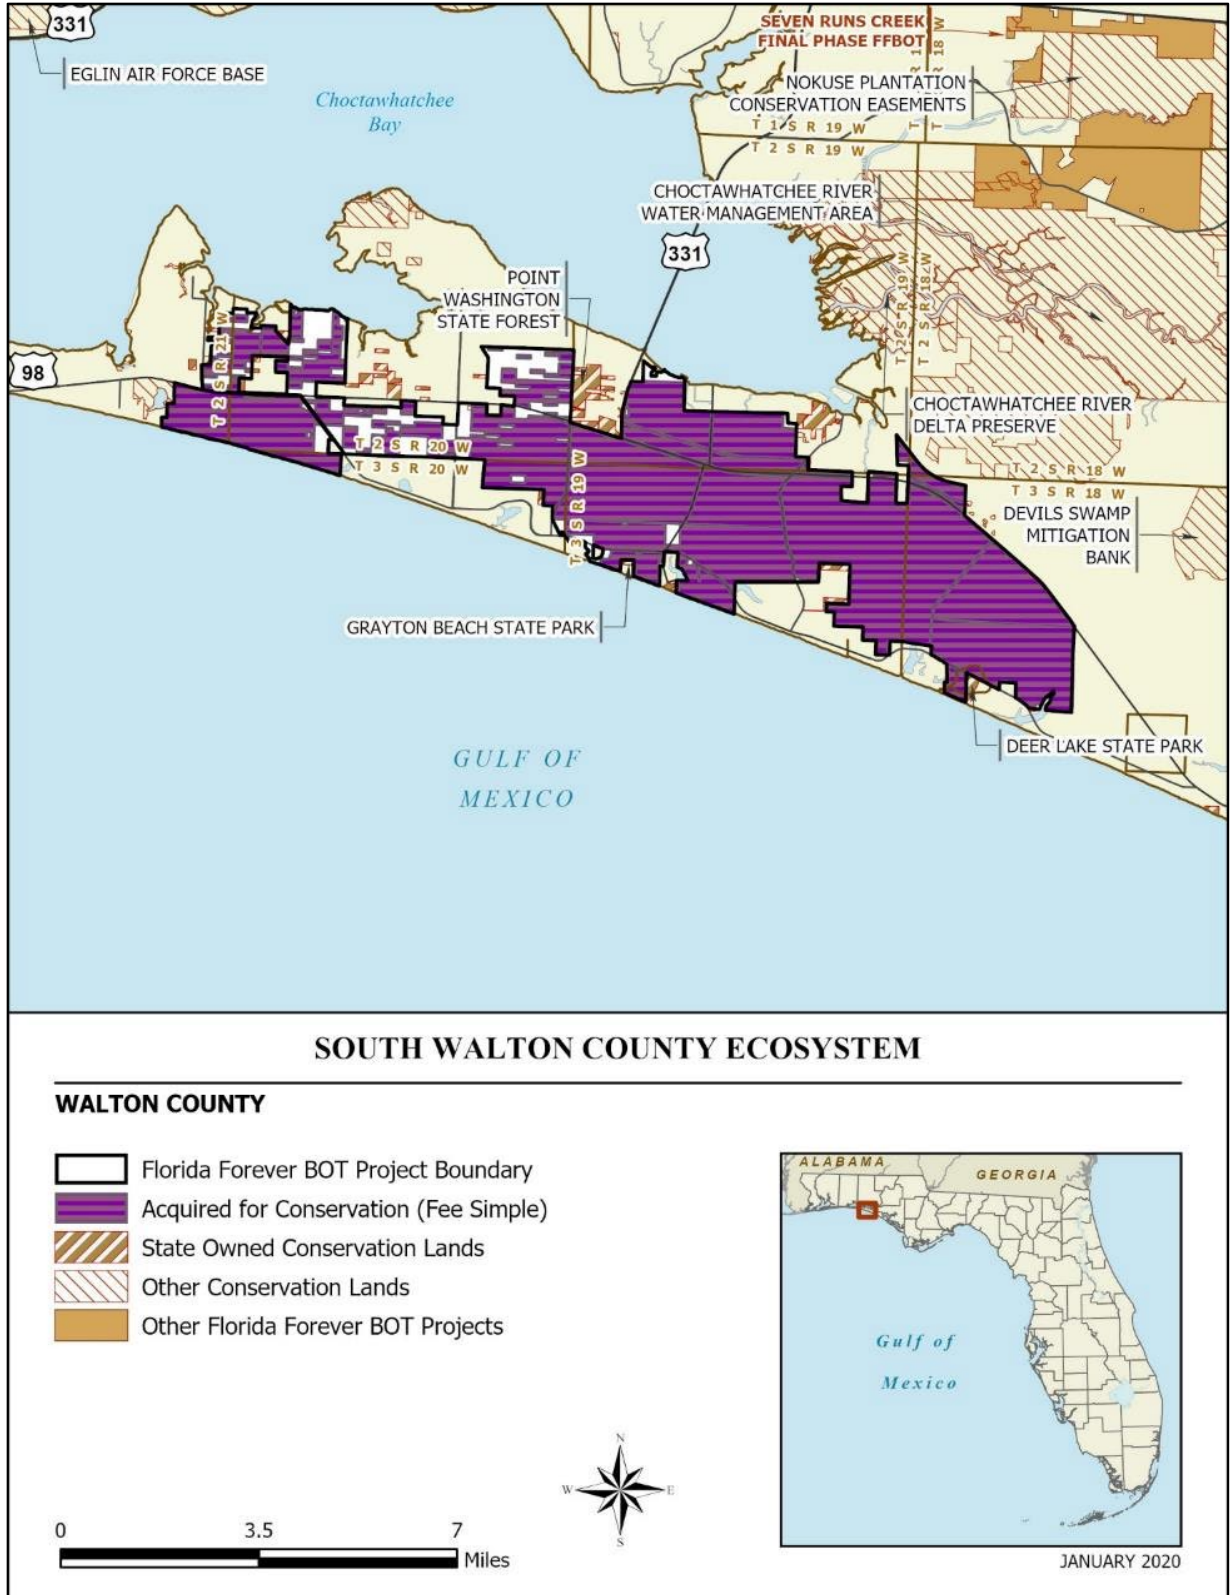 331
SEVEN RUNS CREEK
FINAL PHASE FFBOT
EGLIN AIR FORCE BASE
NOKUSE PLANTATION
CONSERVATION EASEMENTS
Choctawhatchee
Bay
T 1 S R 19 W
T 2 S R 19 W
CHOCTAWHATCHEE RIVER
WATER MANAGEMENT AREA
331
POINT
WASHINGTON
STATE FOREST
T 2 S R 19 W
T 2 S R 18 W
T 2 S R 21 W
98
CHOCTAWHATCHEE RIVER
DELTA PRESERVE
T 2 S R 20 W
T 3 S R 20 W
T 3 S R 19 W
T 2 S R 18 W
T 3 S R 18 W
DEVILS SWAMP
MITIGATION
BANK
GRAYTON BEACH STATE PARK
DEER LAKE STATE PARK
GULF OF
MEXICO
SOUTH WALTON COUNTY ECOSYSTEM
WALTON COUNTY
Florida Forever BOT Project Boundary
Acquired for Conservation (Fee Simple)
State Owned Conservation Lands
Other Conservation Lands
Other Florida Forever BOT Projects
ALABAMA
GEORGIA
Gulf of
Mexico
N
W
E
S
0 3.5 7
Miles
JANUARY 2020